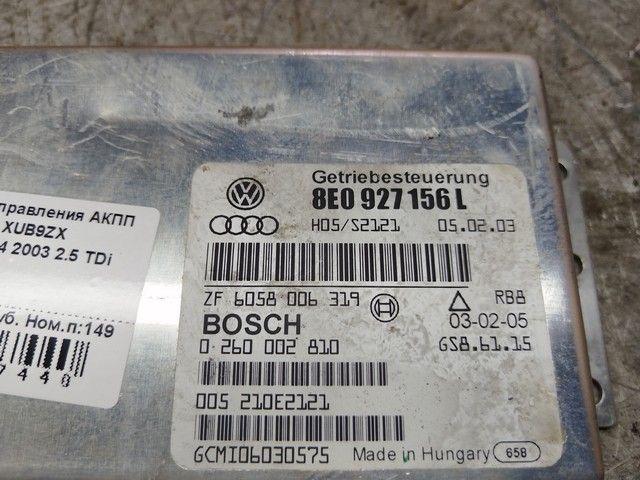 правления АКПП
XUB9ZX
4 2003 2.5 TDi
б. Ном.п:149
7440
Getriebesteuerung
8E0 927 156 L
H05/S2121 05.02.03
ZF 6058 006 319
RBB
BOSCH 03-02-05
0 260 002 810 GS8.61.15
005 210E2121
GCMI06030575 Made in Hungary 658